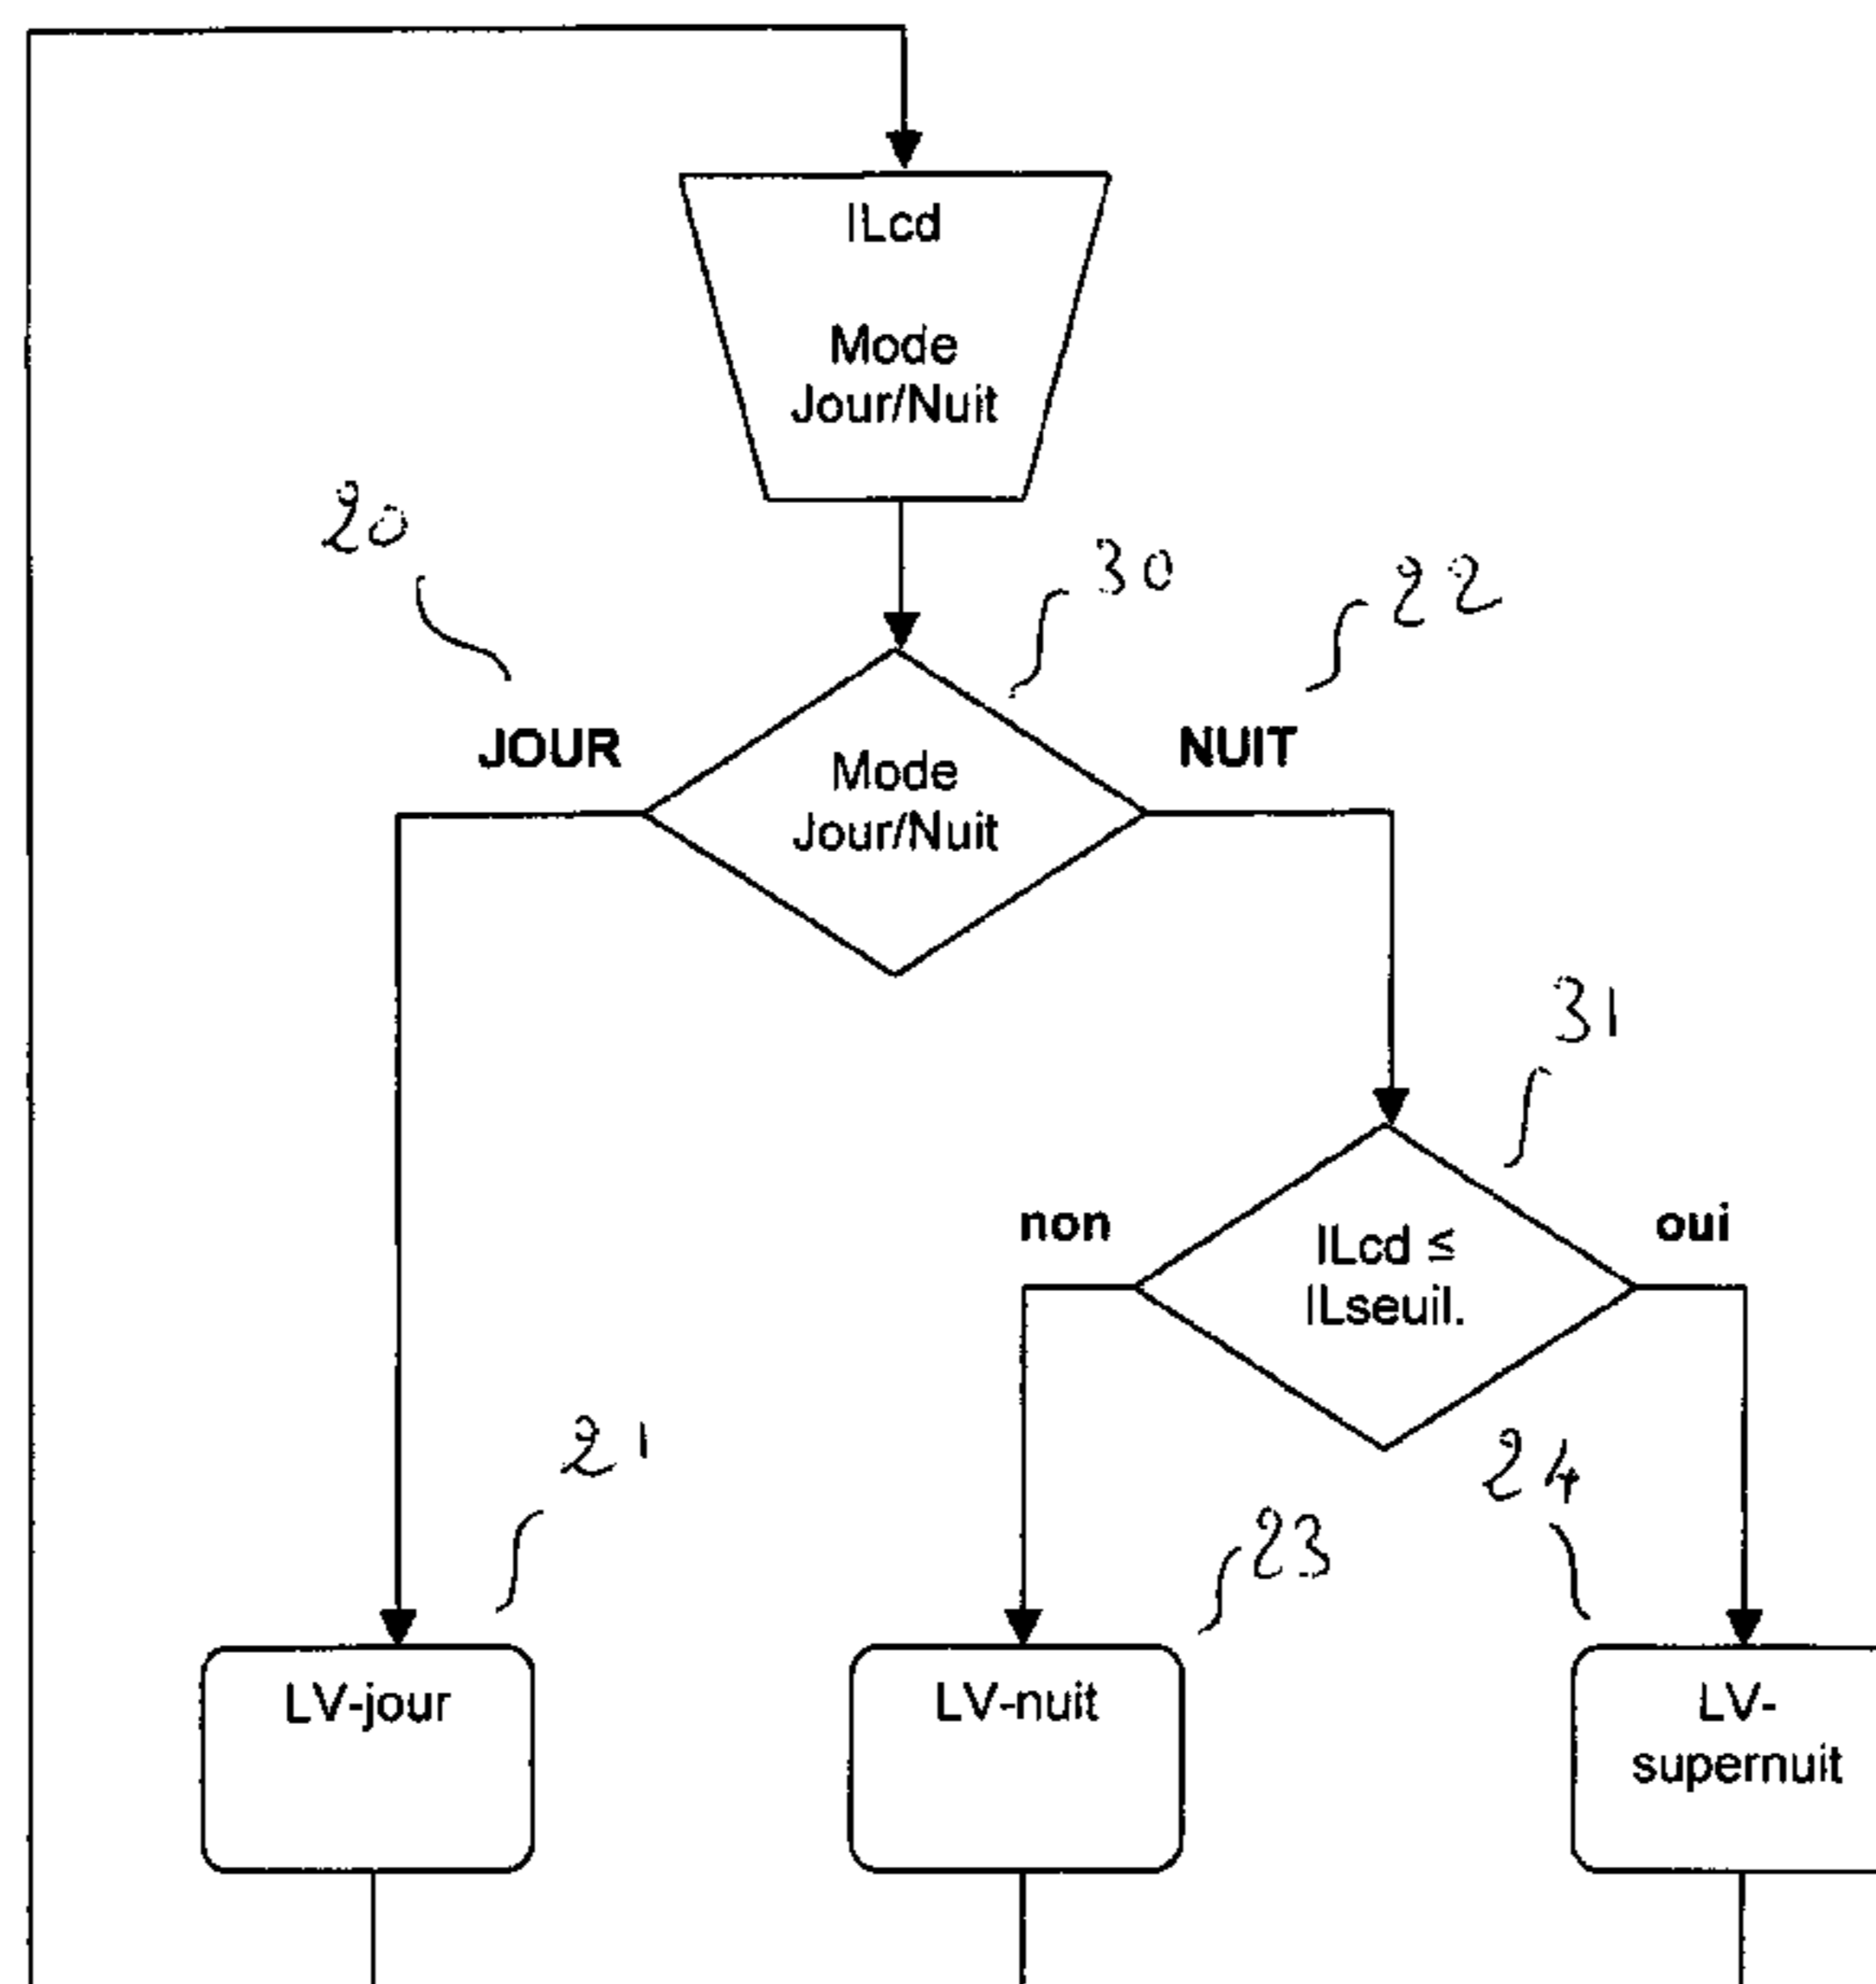 ILcd
Mode
Jour/Nuit
20
30
22
JOUR
NUIT
Mode
Jour/Nuit
31
non
oui
ILcd ≤
ILseuil.
21
24
23
LV-jour
LV-nuit
LV-
supernuit